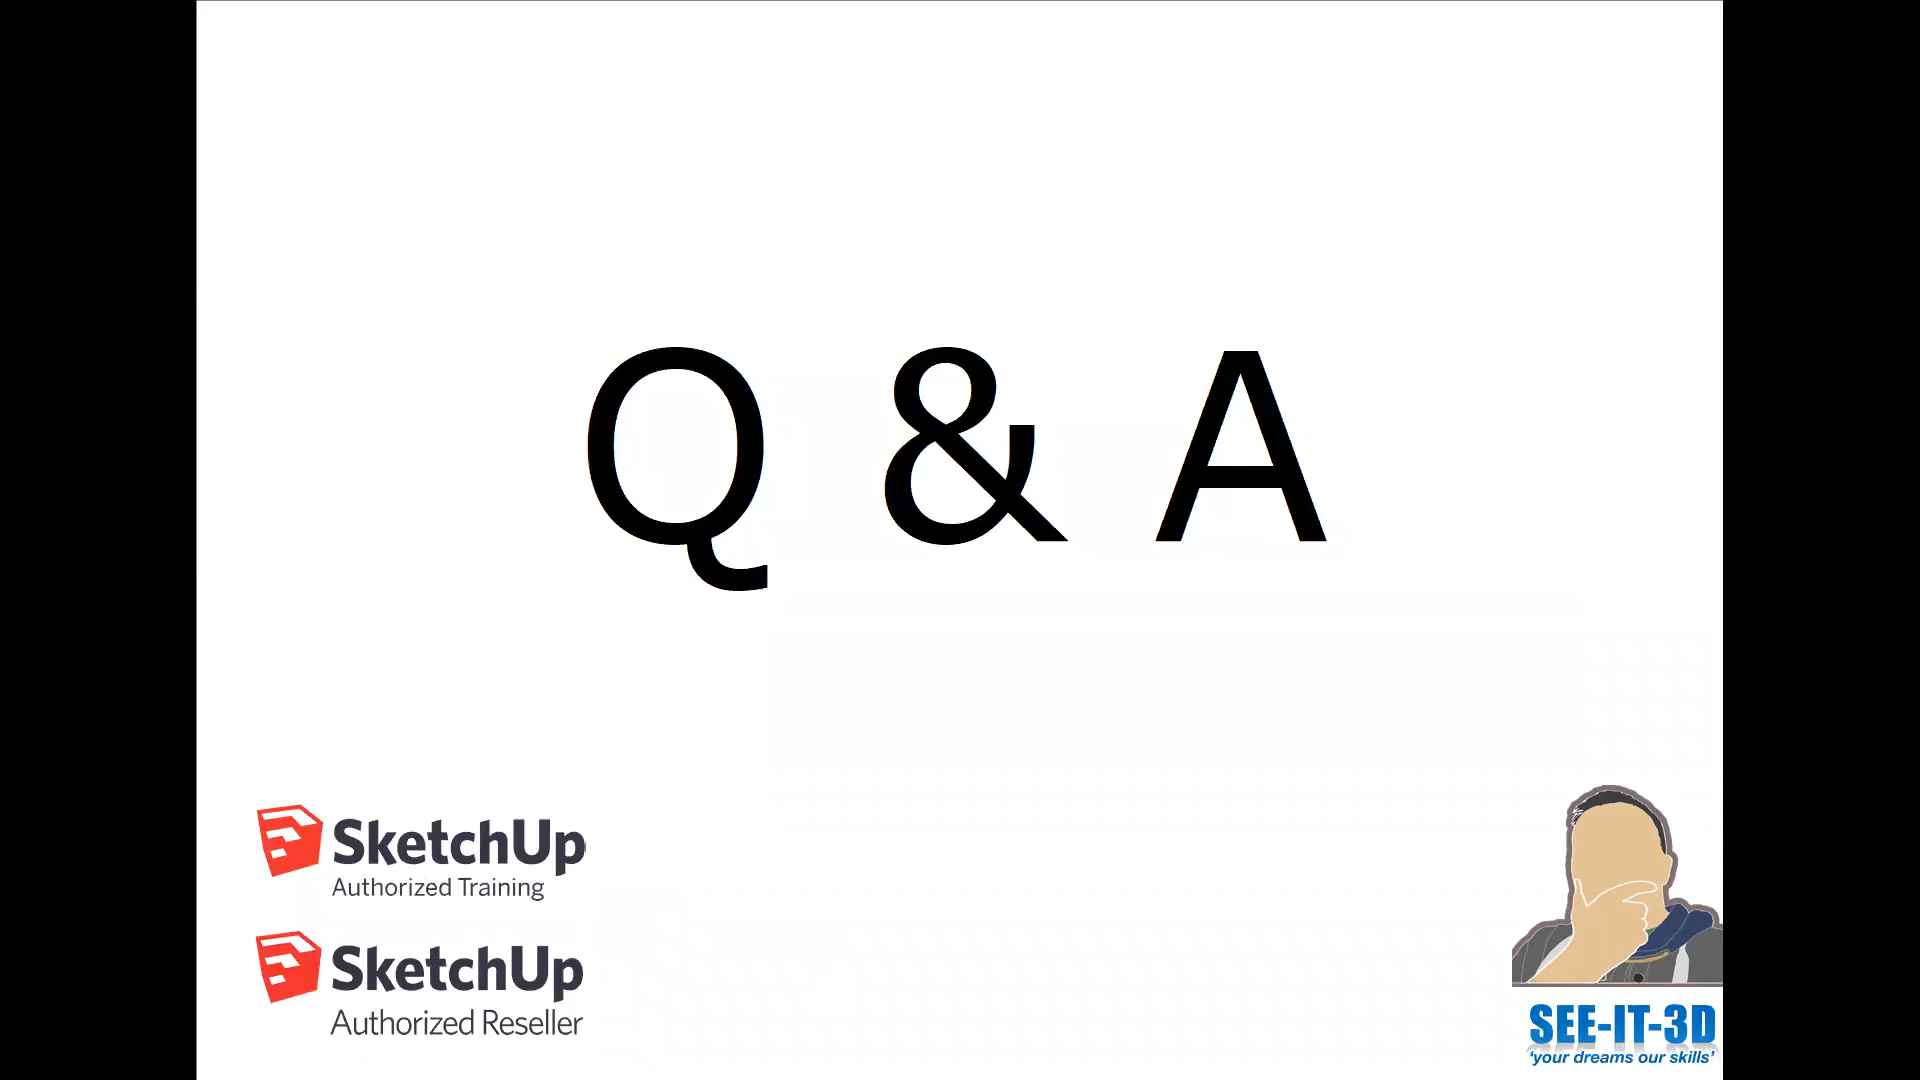 Q & A
SketchUp
Authorized Training
SketchUp
Authorized Reseller
SEE-IT-3D
‘your dreams our skills’